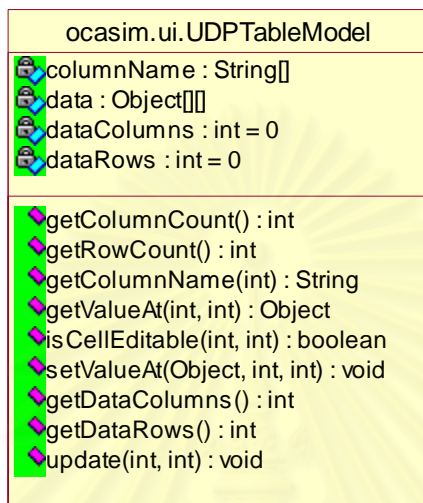 ocasim.ui.UDPTableModel
columnName : String[]
data : Object[][]
dataColumns : int = 0
dataRows : int = 0
getColumnCount() : int
getRowCount() : int
getColumnName(int) : String
getValueAt(int, int) : Object
isCellEditable(int, int) : boolean
setValueAt(Object, int, int) : void
getDataColumns() : int
getDataRows() : int
update(int, int) : void